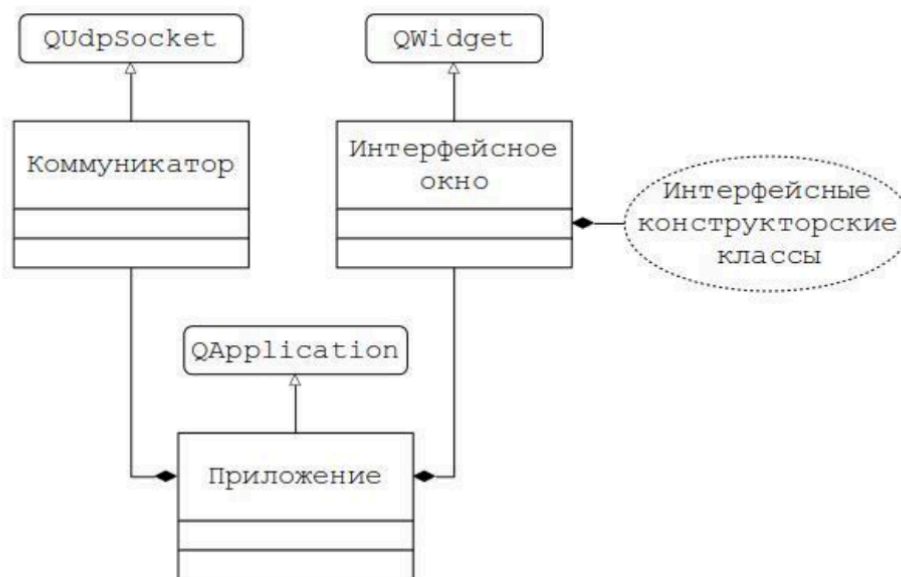 QUdpSocket
QWidget
Коммуникатор
Интерфейсное
окно
Интерфейсные
конструкторские
классы
QApplication
Приложение